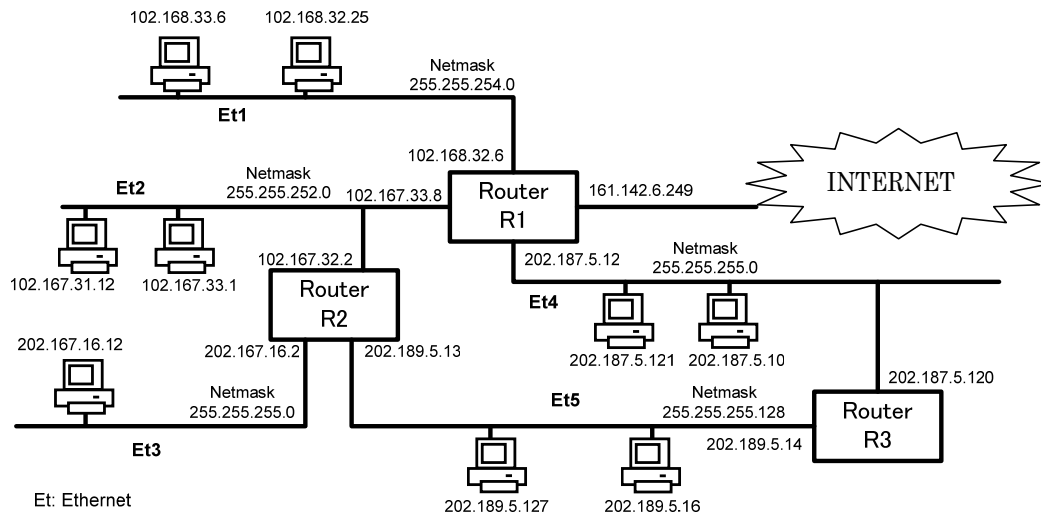 102.168.33.6
102.168.32.25
Netmask
255.255.254.0
Et1
102.168.32.6
Netmask
255.255.252.0
Et2
102.167.33.8
Router
R1
161.142.6.249
INTERNET
102.167.31.12
102.167.33.1
102.167.32.2
202.187.5.12
Netmask
255.255.255.0
Et4
Router
R2
202.187.5.121
202.187.5.10
202.167.16.12
202.167.16.2
202.189.5.13
202.187.5.120
Netmask
255.255.255.0
Et3
Et5
Netmask
255.255.255.128
202.189.5.14
Router
R3
202.189.5.127
202.189.5.16
Et: Ethernet